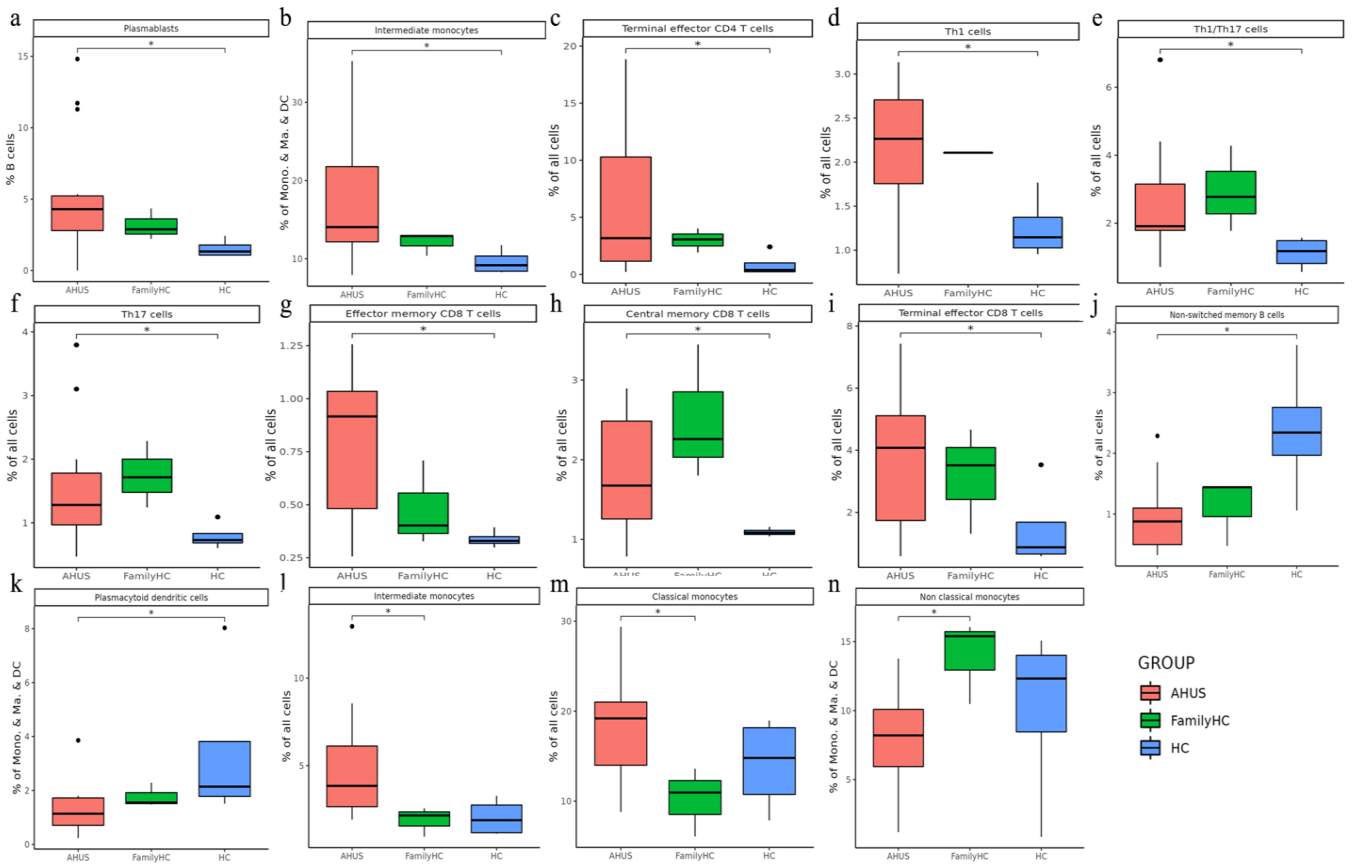 a
Plasmablasts
*
% B cells
15
10
5
0
AHUS FamilyHC HC
b
Intermediate monocytes
*
% of Mono. & Ma. & DC
30
20
10
AHUS FamilyHC HC
c
Terminal effector CD4 T cells
*
% of all cells
20
15
10
5
0
AHUS FamilyHC HC
d
Th1 cells
*
% of all cells
3.0
2.5
2.0
1.5
1.0
AHUS FamilyHC HC
e
Th1/Th17 cells
*
% of all cells
6
4
2
AHUS FamilyHC HC
f
Th17 cells
*
% of all cells
4
3
2
1
AHUS FamilyHC HC
g
Effector memory CD8 T cells
*
% of all cells
1.25
1.00
0.75
0.50
0.25
AHUS FamilyHC HC
h
Central memory CD8 T cells
*
% of all cells
3
2
1
AHUS FamilyHC HC
i
Terminal effector CD8 T cells
*
% of all cells
8
6
4
2
AHUS FamilyHC HC
j
Non-switched memory B cells
*
% of all cells
4
3
2
1
AHUS FamilyHC HC
k
Plasmacytoid dendritic cells
*
% of Mono. & Ma. & DC
8
6
4
2
0
AHUS FamilyHC HC
l
Intermediate monocytes
*
% of all cells
10
5
AHUS FamilyHC HC
m
Classical monocytes
*
% of all cells
30
20
10
AHUS FamilyHC HC
n
Non classical monocytes
*
% of Mono. & Ma. & DC
15
10
5
AHUS FamilyHC HC
GROUP
AHUS
FamilyHC
HC